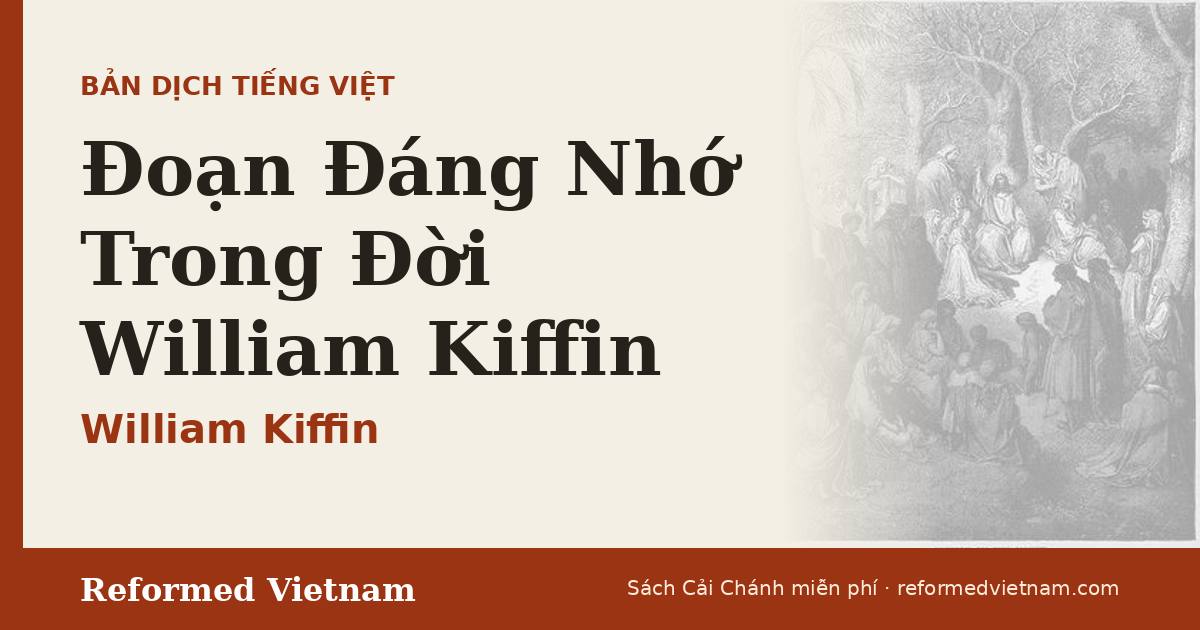 BẢN DỊCH TIẾNG VIỆT
Đoạn Đáng Nhớ
Trong Đời
William Kiffin
William Kiffin
Reformed Vietnam
Sách Cải Chánh miễn phí · reformedvietnam.com